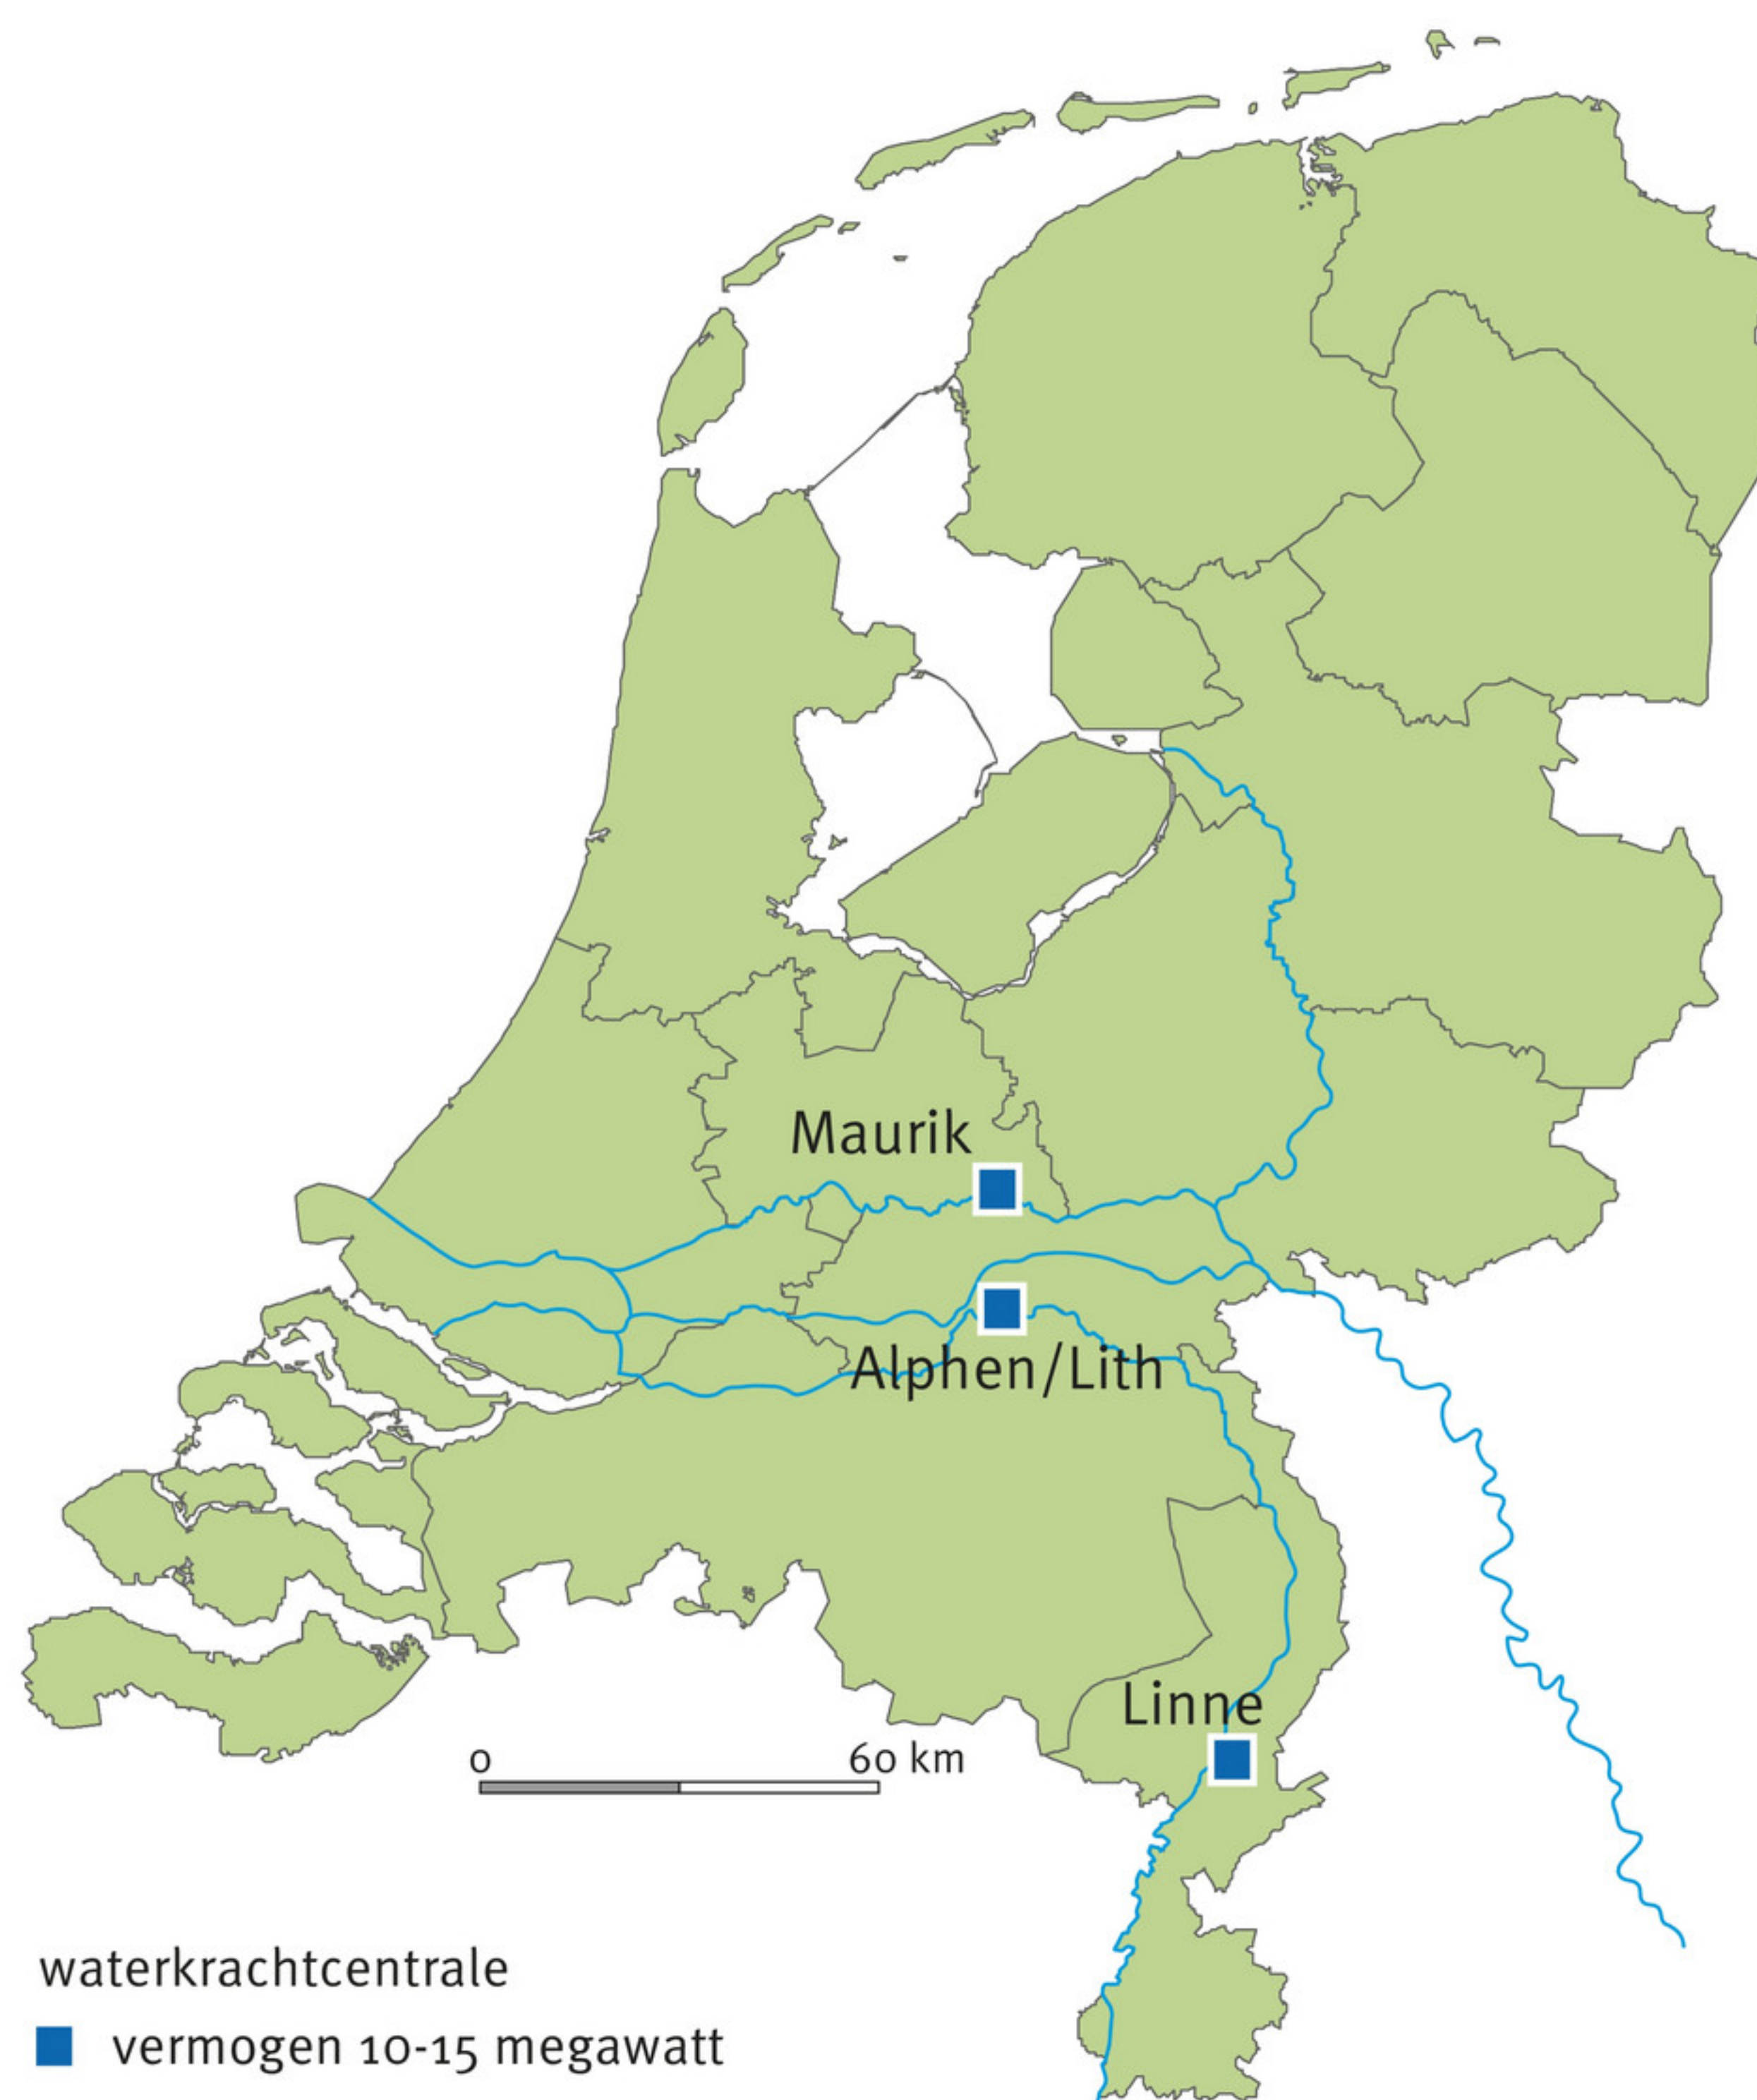 Maurik
Alphen/Lith
Linne
0 60 km
waterkrachtcentrale
vermogen 10-15 megawatt